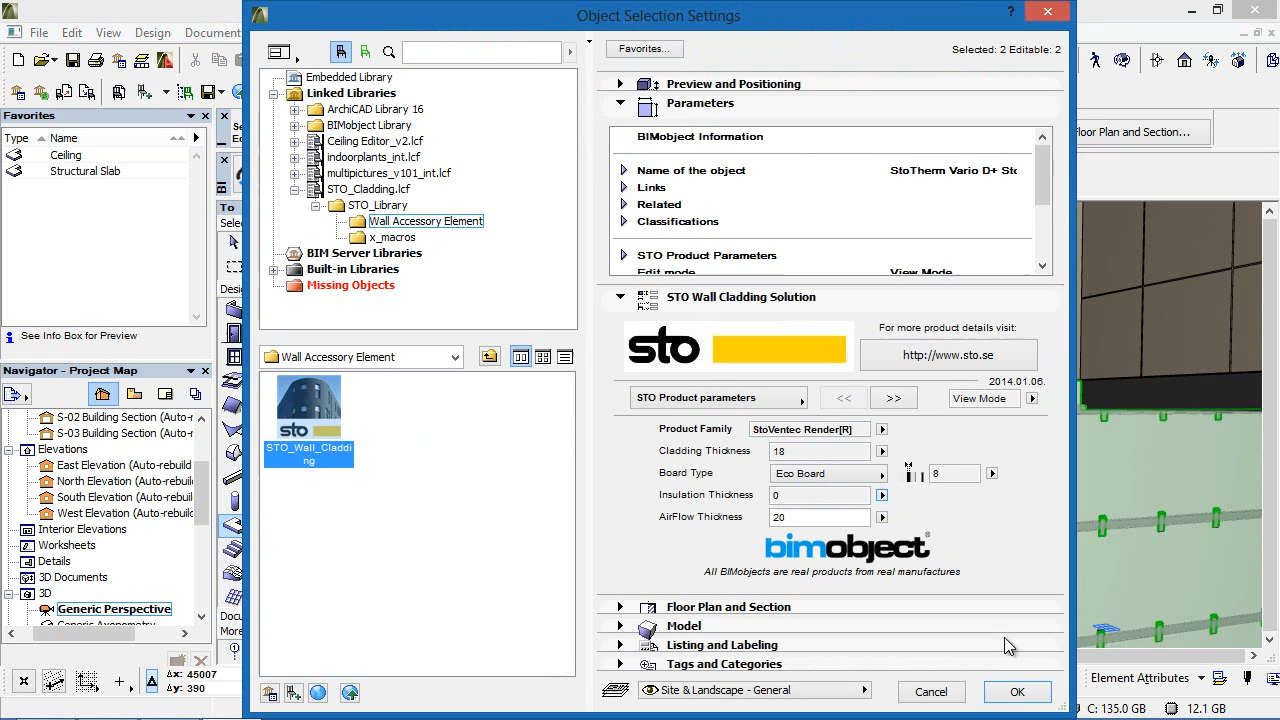 Object Selection Settings
?
File Edit View Design Document
Favorites
Type Name
Ceiling
Structural Slab
See Info Box for Preview
Navigator - Project Map
S-02 Building Section (Auto-r
S-03 Building Section (Auto-r
Elevations
East Elevation (Auto-rebuild
North Elevation (Auto-rebui
South Elevation (Auto-rebui
West Elevation (Auto-rebuil
Interior Elevations
Worksheets
Details
3D Documents
3D
Generic Perspective
Δx: 45007
Δy: 390
To
Selec
Desig
Docu
More
Embedded Library
Linked Libraries
ArchiCAD Library 16
BIMobject Library
Ceiling Editor_v2.lcf
indoorplants_int.lcf
multipictures_v101_int.lcf
STO_Cladding.lcf
STO_Library
Wall Accessory Element
x_macros
BIM Server Libraries
Built-in Libraries
Missing Objects
Wall Accessory Element
sto
STO_Wall_Claddi
ng
Favorites...
Selected: 2 Editable: 2
Preview and Positioning
Parameters
BIMobject Information
Name of the object StoTherm Vario D+ Sto
Links
Related
Classifications
STO Product Parameters
Edit mode View Mode
STO Wall Cladding Solution
sto
For more product details visit:
http://www.sto.se
2014.01.06.
STO Product parameters << >> View Mode
Product Family StoVentec Render[R]
Cladding Thickness 18
Board Type Eco Board 8
Insulation Thickness 0
AirFlow Thickness 20
bimobject®
All BIMobjects are real products from real manufactures
Floor Plan and Section
Model
Listing and Labeling
Tags and Categories
Site & Landscape - General
Cancel OK
Floor Plan and Section...
Element Attributes
C: 135.0 GB 12.1 GB